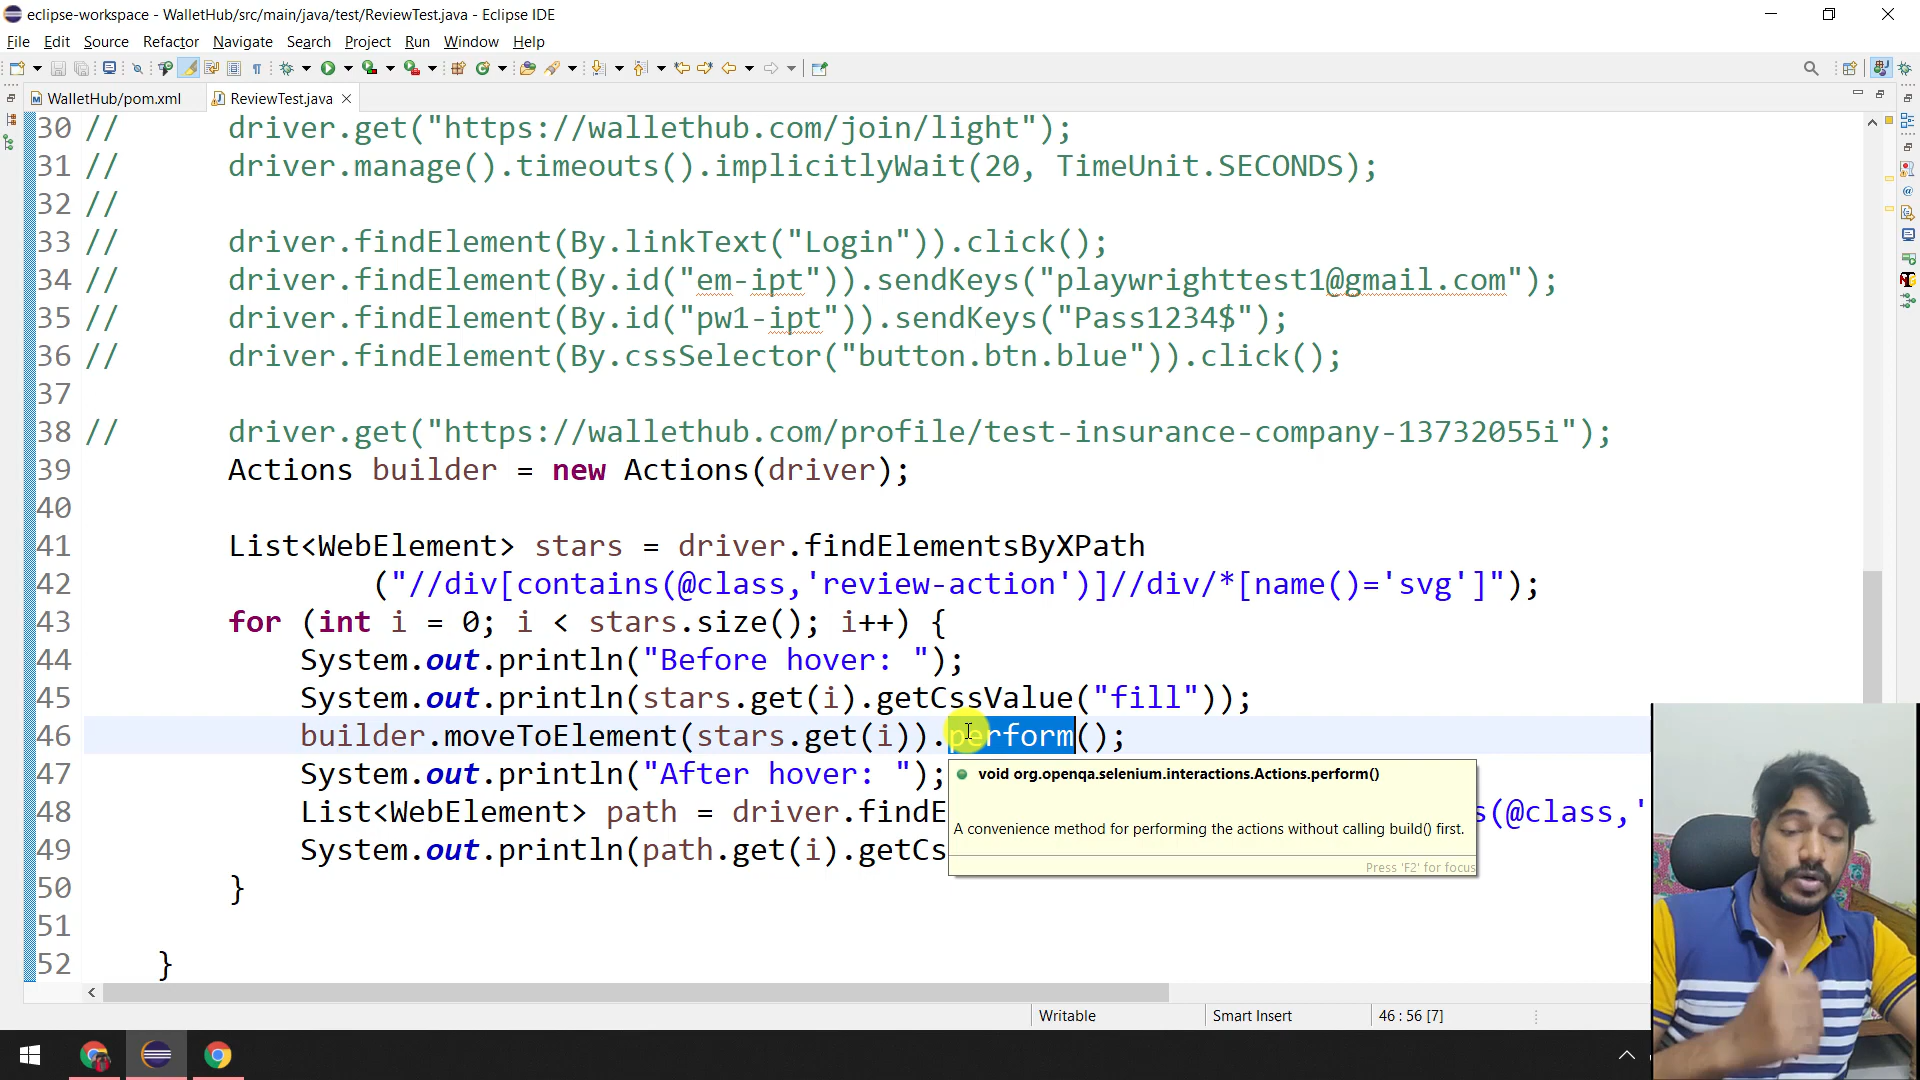 eclipse-workspace - WalletHub/src/main/java/test/ReviewTest.java - Eclipse IDE
File Edit Source Refactor Navigate Search Project Run Window Help
WalletHub/pom.xml ReviewTest.java
30 // driver.get("https://wallethub.com/join/light");
31 // driver.manage().timeouts().implicitlyWait(20, TimeUnit.SECONDS);
32 //
33 // driver.findElement(By.linkText("Login")).click();
34 // driver.findElement(By.id("em-ipt")).sendKeys("playwrighttest1@gmail.com");
35 // driver.findElement(By.id("pw1-ipt")).sendKeys("Pass1234$");
36 // driver.findElement(By.cssSelector("button.btn.blue")).click();
37
38 // driver.get("https://wallethub.com/profile/test-insurance-company-13732055i");
39 Actions builder = new Actions(driver);
40
41 List<WebElement> stars = driver.findElementsByXPath
42 ("//div[contains(@class,'review-action')]//div/*[name()='svg']");
43 for (int i = 0; i < stars.size(); i++) {
44 System.out.println("Before hover: ");
45 System.out.println(stars.get(i).getCssValue("fill"));
46 builder.moveToElement(stars.get(i)).perform();
47 System.out.println("After hover: ");
void org.openqa.selenium.interactions.Actions.perform()
48 List<WebElement> path = driver.findE s(@class,'
A convenience method for performing the actions without calling build() first.
49 System.out.println(path.get(i).getCs
Press 'F2' for focus
50 }
51
52 }
Writable Smart Insert 46 : 56 [7]